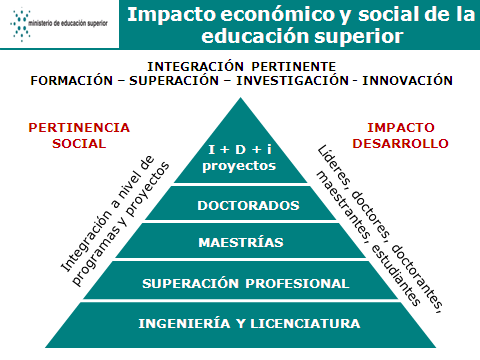 ministerio de educación superior
Impacto económico y social de la
educación superior
INTEGRACIÓN PERTINENTE
FORMACIÓN – SUPERACIÓN – INVESTIGACIÓN - INNOVACIÓN
PERTINENCIA
SOCIAL
IMPACTO
DESARROLLO
Integración a nivel de
programas y proyectos
I + D + i
proyectos
DOCTORADOS
MAESTRÍAS
SUPERACIÓN PROFESIONAL
INGENIERÍA Y LICENCIATURA
Líderes, doctores, doctorantes,
maestrantes, estudiantes